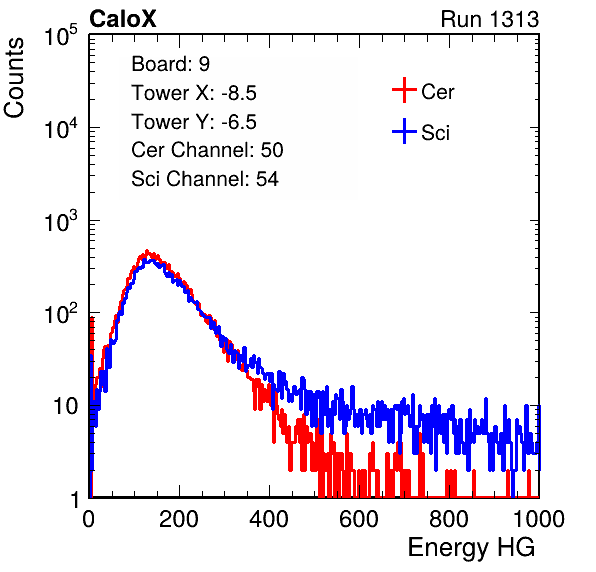 CaloX Run 1313
Counts
10^5
10^4
10^3
10^2
10
1
Board: 9
Tower X: -8.5
Tower Y: -6.5
Cer Channel: 50
Sci Channel: 54
Cer
Sci
0 200 400 600 800 1000
Energy HG